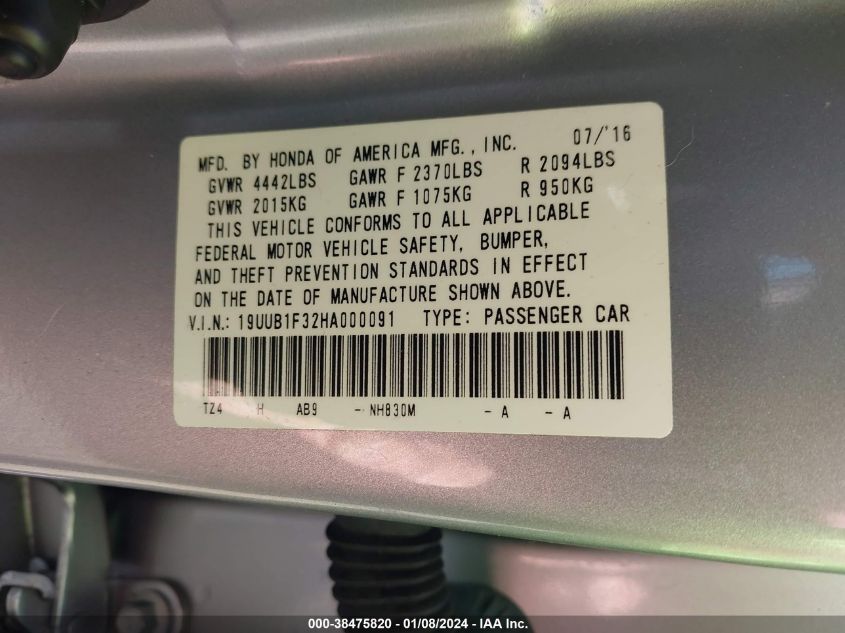 MFD. BY HONDA OF AMERICA MFG., INC. 07/'16
GVWR 4442LBS GAWR F 2370LBS R 2094LBS
GVWR 2015KG GAWR F 1075KG R 950KG
THIS VEHICLE CONFORMS TO ALL APPLICABLE
FEDERAL MOTOR VEHICLE SAFETY, BUMPER,
AND THEFT PREVENTION STANDARDS IN EFFECT
ON THE DATE OF MANUFACTURE SHOWN ABOVE.
V.I.N.: 19UUB1F32HA000091 TYPE: PASSENGER CAR
TZ4 H AB9 - NH830M - A - A
000-38475820 - 01/08/2024 - IAA Inc.